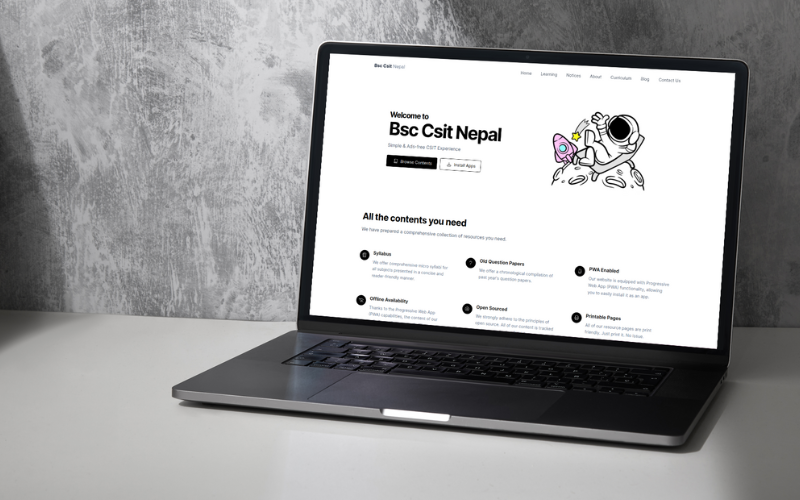 Bsc Csit Nepal
Home Learning Notices About Curriculum Blog Contact Us
Welcome to
Bsc Csit Nepal
Simple & Ads-free CSIT Experience
Browse Contents
Install Apps
All the contents you need
We have prepared a comprehensive collection of resources you need.
Syllabus
We offer comprehensive micro syllabi for
all subjects presented in a concise and
reader-friendly manner.
Old Question Papers
We offer a chronological compilation of
past year's question papers.
PWA Enabled
Our website is equipped with Progressive
Web App (PWA) functionality, allowing
you to easily install it as an app.
Offline Availability
Thanks to the Progressive Web App
(PWA) capabilities, the content of our
Open Sourced
We strongly adhere to the principles of
open source. All of our content is tracked
Printable Pages
All of our resource pages are print
friendly. Just print it. No issue.